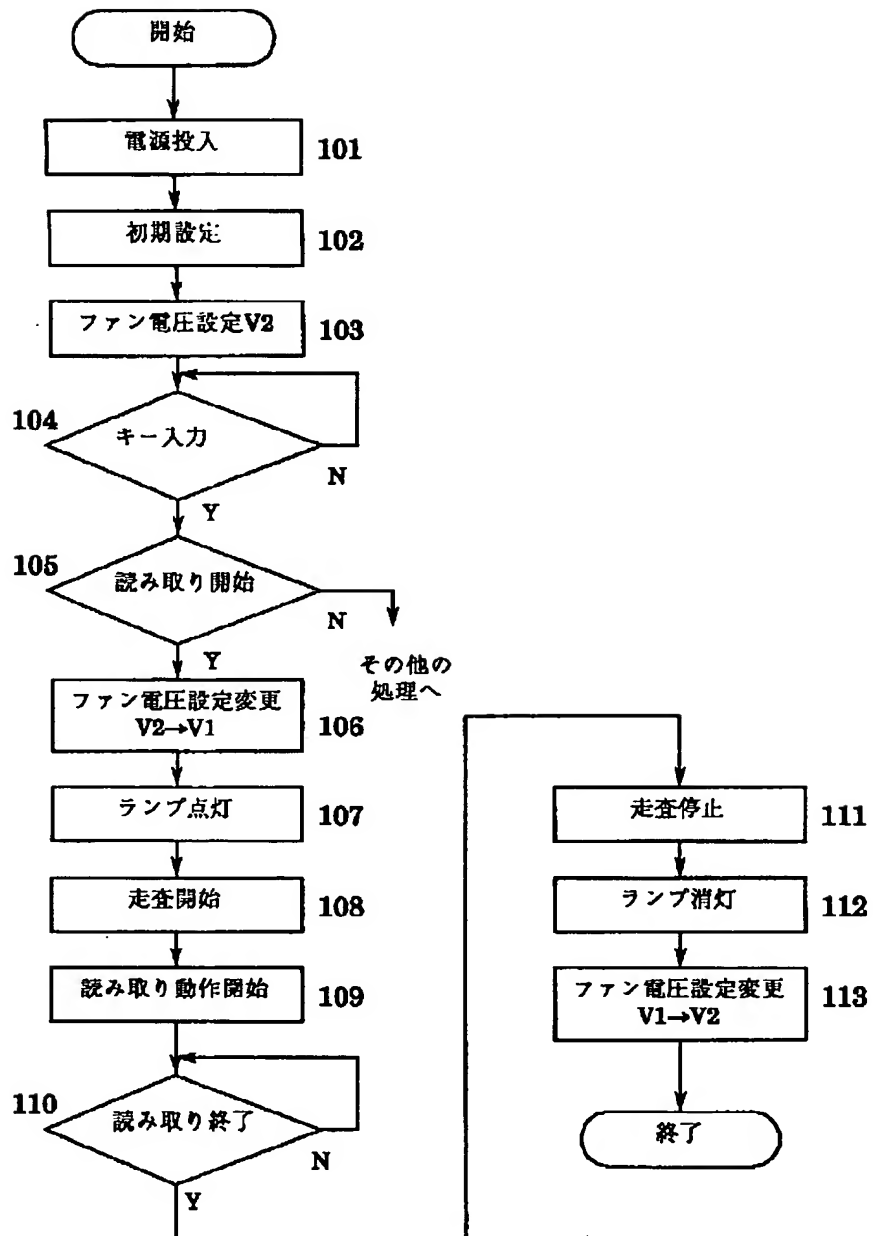 開始
電源投入
101
初期設定
102
ファン電圧設定V2
103
104
キー入力
N
Y
105
読み取り開始
N
Y
その他の
処理へ
ファン電圧設定変更
V2→V1
106
ランプ点灯
107
走査開始
108
読み取り動作開始
109
110
読み取り終了
N
Y
走査停止
111
ランプ消灯
112
ファン電圧設定変更
V1→V2
113
終了